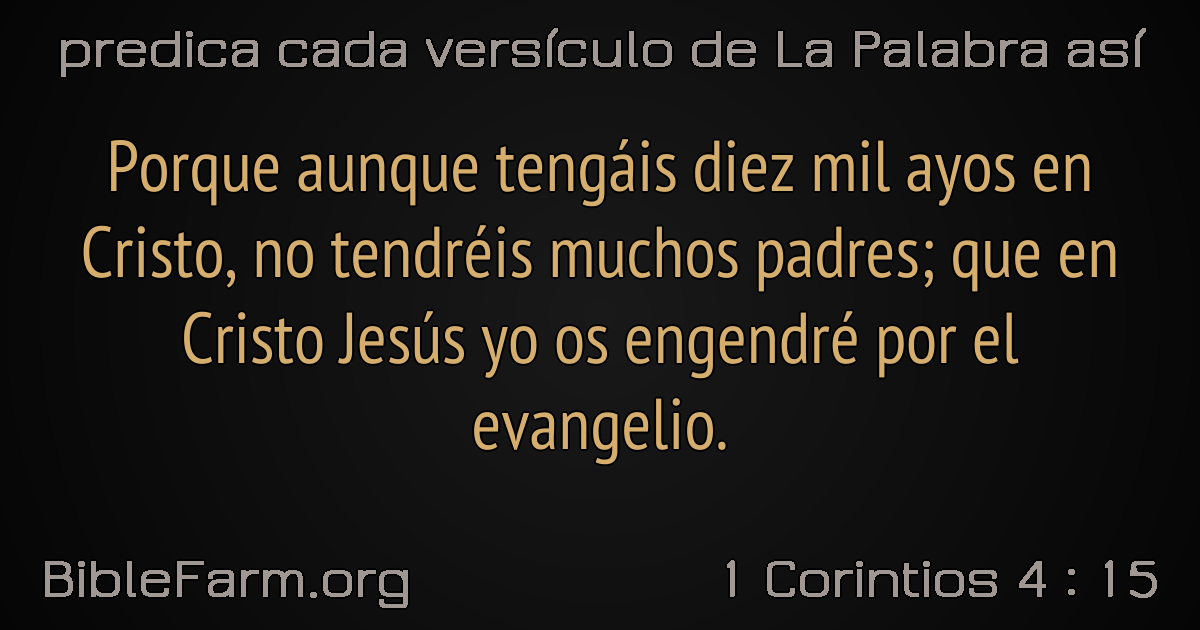 predica cada versículo de La Palabra así
Porque aunque tengáis diez mil ayos en
Cristo, no tendréis muchos padres; que en
Cristo Jesús yo os engendré por el
evangelio.
BibleFarm.org
1 Corintios 4 : 15